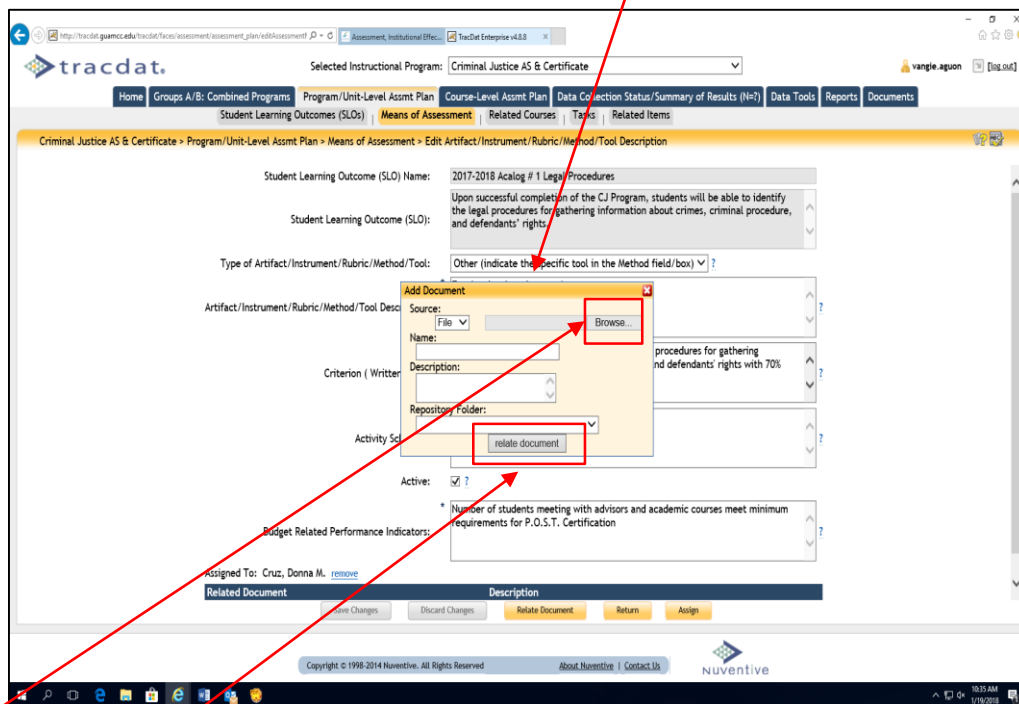 http://tracdat.guamcc.edu/tracdat/faces/assessment/assessment_plan/editAssessment
Assessment, Institutional Effec...
TracDat Enterprise v4.8.8
tracdat.
Selected Instructional Program: Criminal Justice AS & Certificate
vangie.aguon
[log out]
Home Groups A/B: Combined Programs Program/Unit-Level Assmt Plan Course-Level Assmt Plan Data Collection Status/Summary of Results (N=?) Data Tools Reports Documents
Student Learning Outcomes (SLOs) Means of Assessment Related Courses Tasks Related Items
Criminal Justice AS & Certificate > Program/Unit-Level Assmt Plan > Means of Assessment > Edit Artifact/Instrument/Rubric/Method/Tool Description
Student Learning Outcome (SLO) Name: 2017-2018 Acalog # 1 Legal Procedures
Student Learning Outcome (SLO):
Upon successful completion of the CJ Program, students will be able to identify
the legal procedures for gathering information about crimes, criminal procedure,
and defendants' rights.
Type of Artifact/Instrument/Rubric/Method/Tool: Other (indicate the specific tool in the Method field/box) ?
Artifact/Instrument/Rubric/Method/Tool
*
?
Add Document
Source:
File Browse...
Name:
Description:
Repository Folder:
relate document
Criterion ( Written
procedures for gathering
nd defendants' rights with 70%
?
Activity
?
Active: ?
* Number of students meeting with advisors and academic courses meet minimum
requirements for P.O.S.T. Certification
Budget Related Performance Indicators:
?
Assigned To: Cruz, Donna M. remove
Related Document Description
Save Changes Discard Changes Relate Document Return Assign
Copyright © 1998-2014 Nuventive. All Rights Reserved About Nuventive | Contact Us
nuventive
10:35 AM
1/19/2018